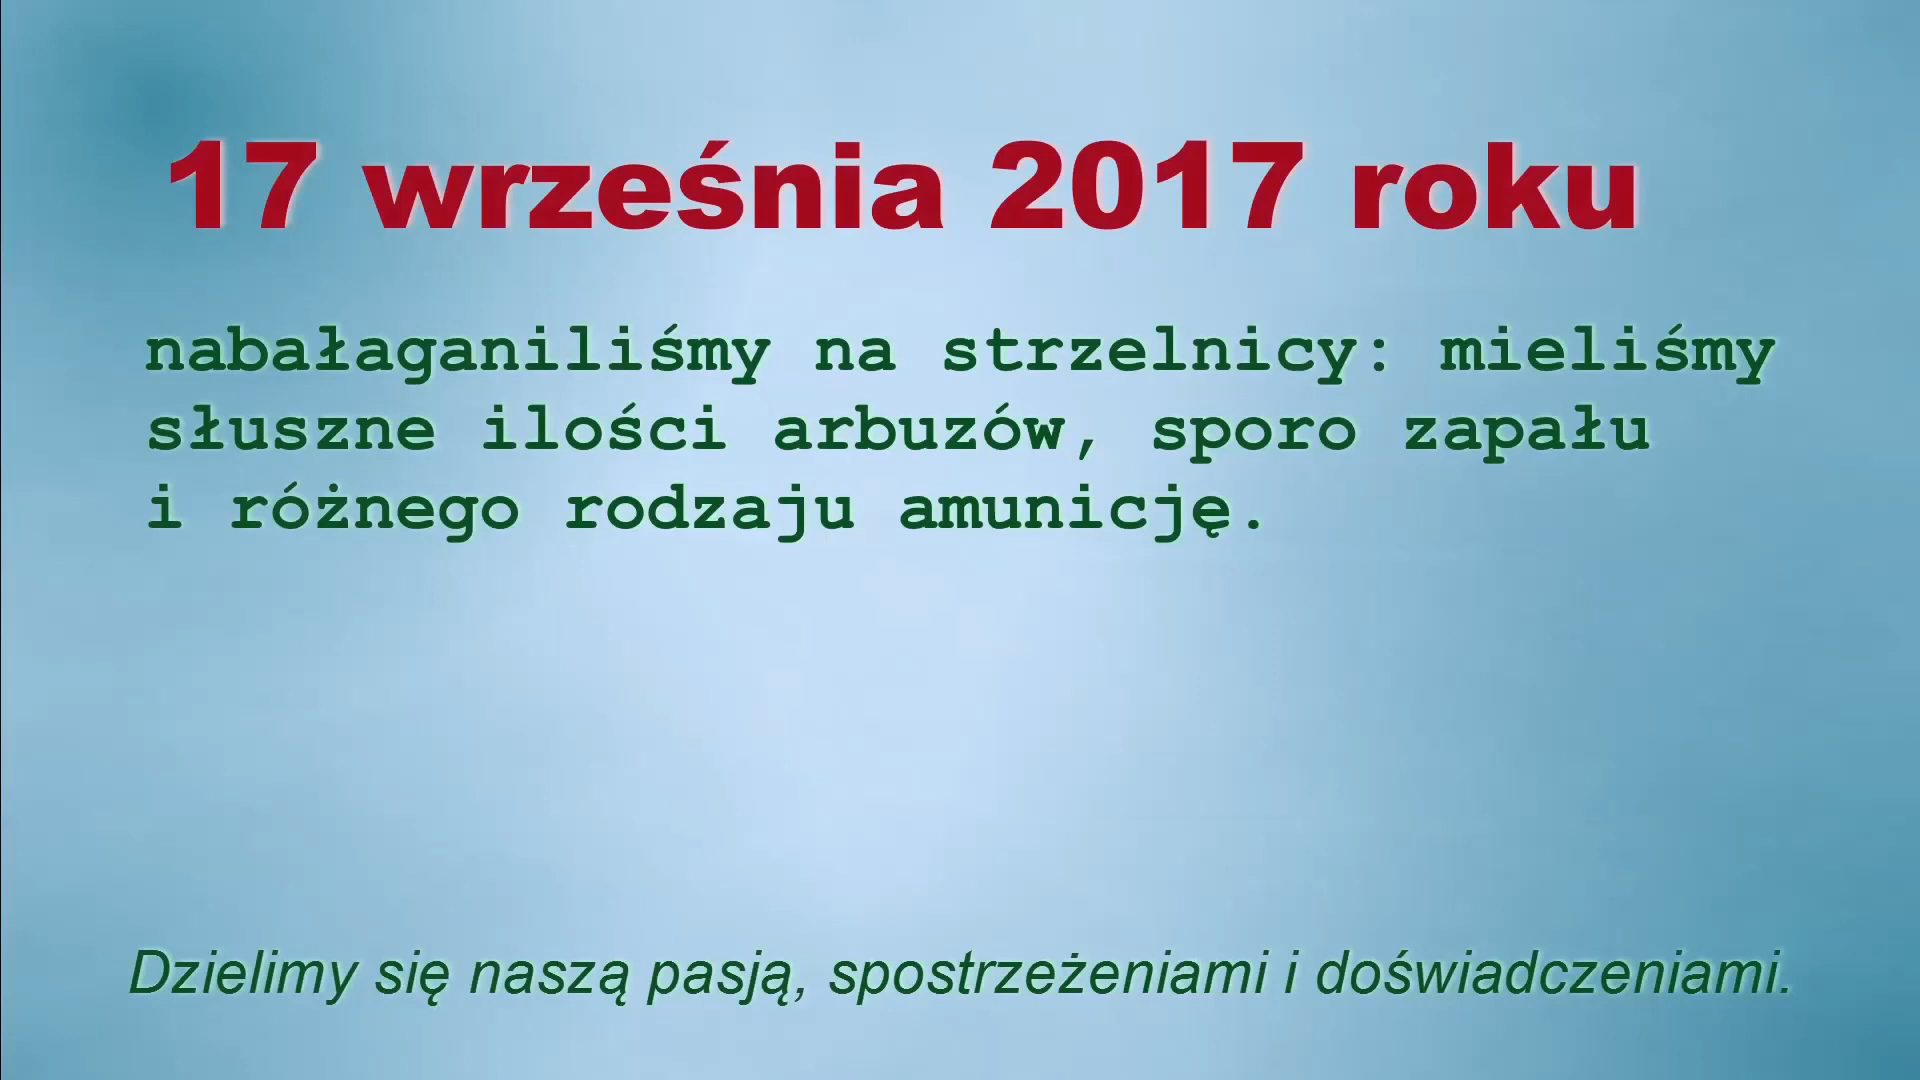 17 września 2017 roku
nabałaganiliśmy na strzelnicy: mieliśmy
słuszne ilości arbuzów, sporo zapału
i różnego rodzaju amunicję.
Dzielimy się naszą pasją, spostrzeżeniami i doświadczeniami.